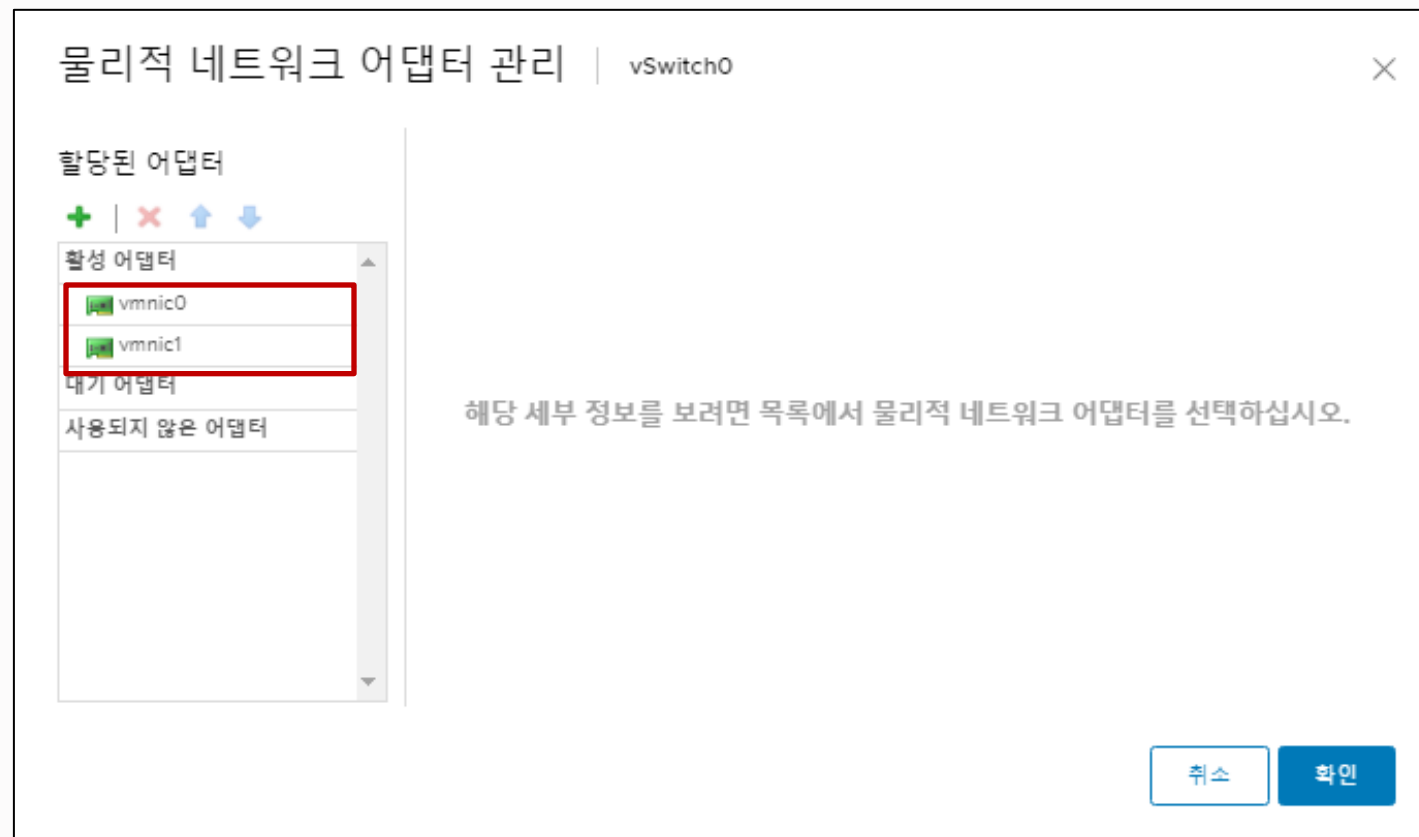 물리적 네트워크 어댑터 관리 vSwitch0
할당된 어댑터
활성 어댑터
vmnic0
vmnic1
대기 어댑터
사용되지 않은 어댑터
해당 세부 정보를 보려면 목록에서 물리적 네트워크 어댑터를 선택하십시오.
취소 확인